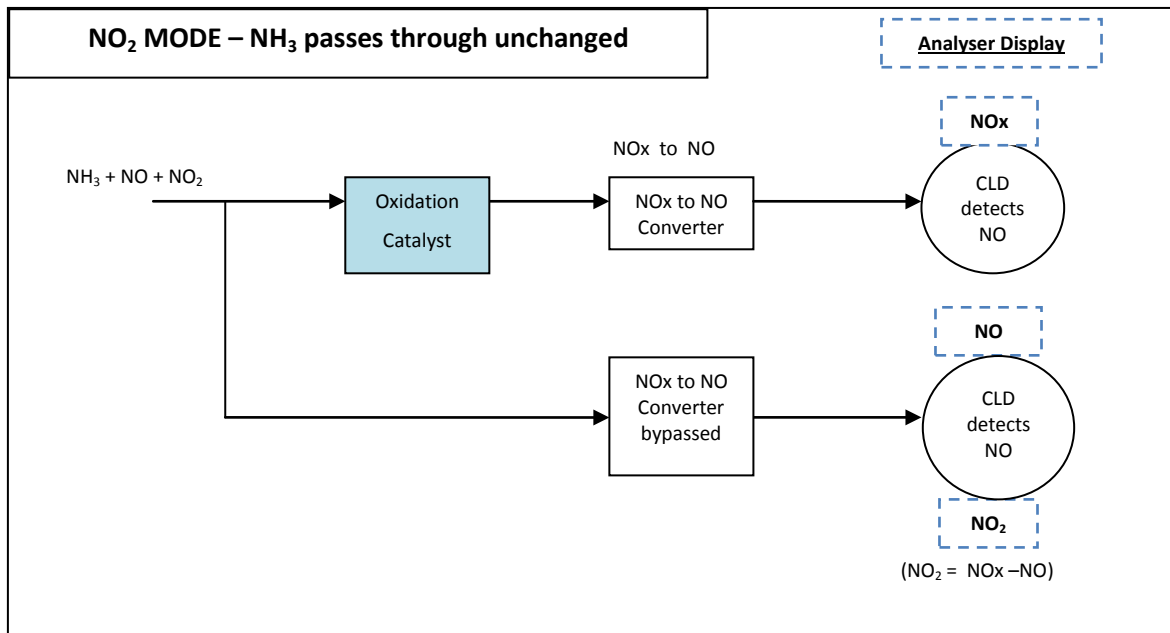 NO₂ MODE – NH₃ passes through unchanged
Analyser Display
NOx
NOx to NO
NH₃ + NO + NO₂
Oxidation
Catalyst
NOx to NO
Converter
CLD
detects
NO
NO
NOx to NO
Converter
bypassed
CLD
detects
NO
NO₂
(NO₂ = NOx –NO)